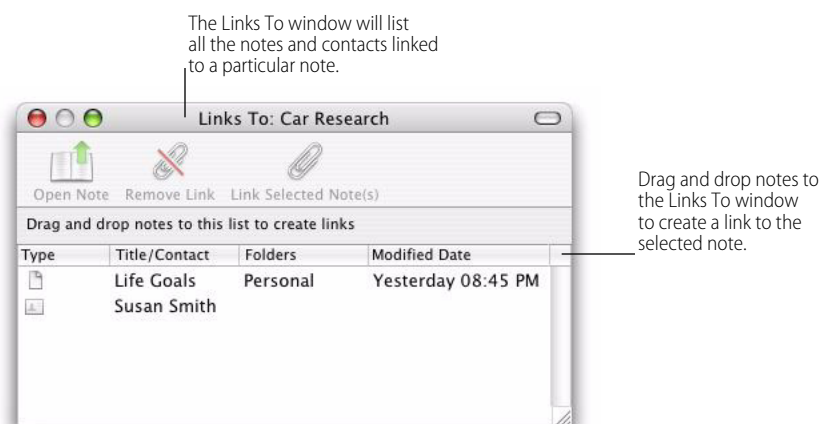 The Links To window will list
all the notes and contacts linked
to a particular note.
Links To: Car Research
Open Note Remove Link Link Selected Note(s)
Drag and drop notes to this list to create links
Type Title/Contact Folders Modified Date
Life Goals Personal Yesterday 08:45 PM
Susan Smith
Drag and drop notes to
the Links To window
to create a link to the
selected note.